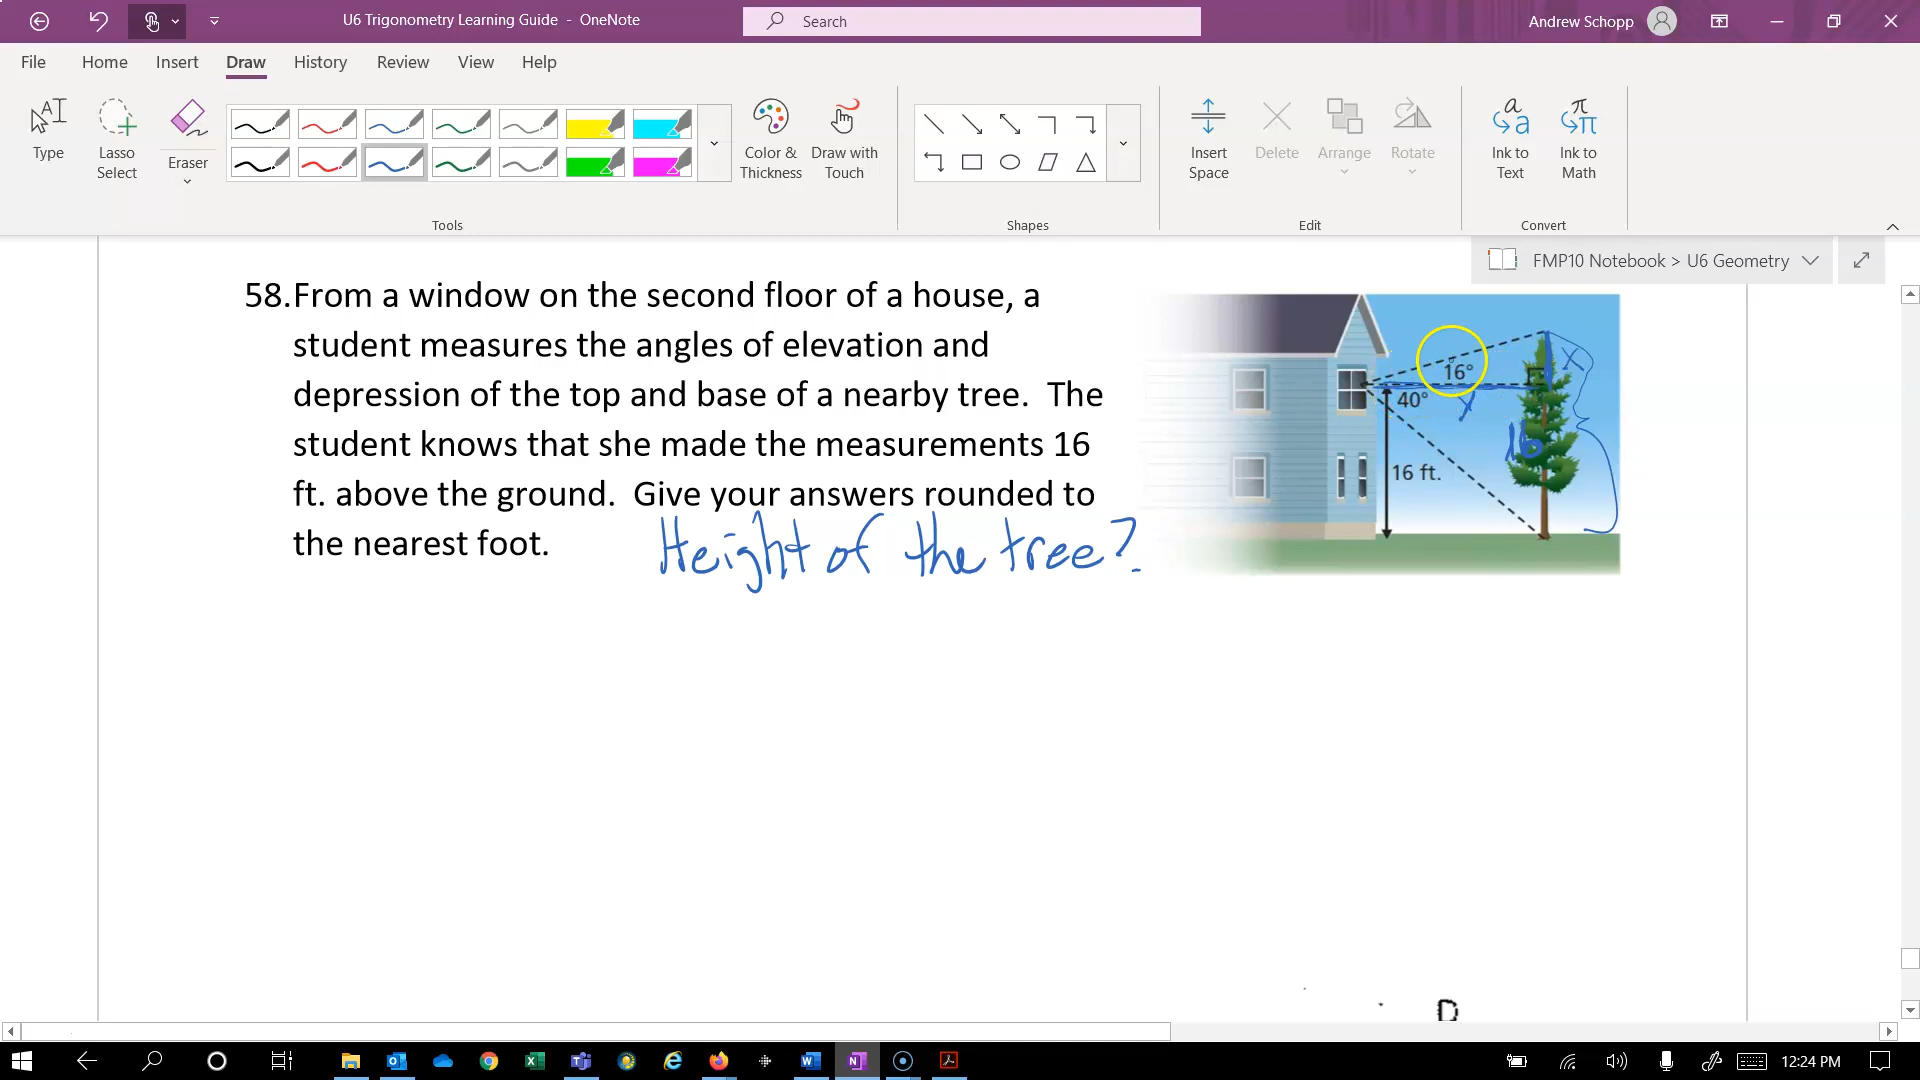 U6 Trigonometry Learning Guide - OneNote
Search
Andrew Schopp
File Home Insert Draw History Review View Help
Type
Lasso Select
Eraser
Color & Thickness
Draw with Touch
Insert Space
Delete
Arrange
Rotate
Ink to Text
Ink to Math
Tools
Shapes
Edit
Convert
FMP10 Notebook > U6 Geometry
58. From a window on the second floor of a house, a
student measures the angles of elevation and
depression of the top and base of a nearby tree. The
student knows that she made the measurements 16
ft. above the ground. Give your answers rounded to
the nearest foot.
Height of the tree?
16°
x
40°
y
16
16 ft.
D
12:24 PM